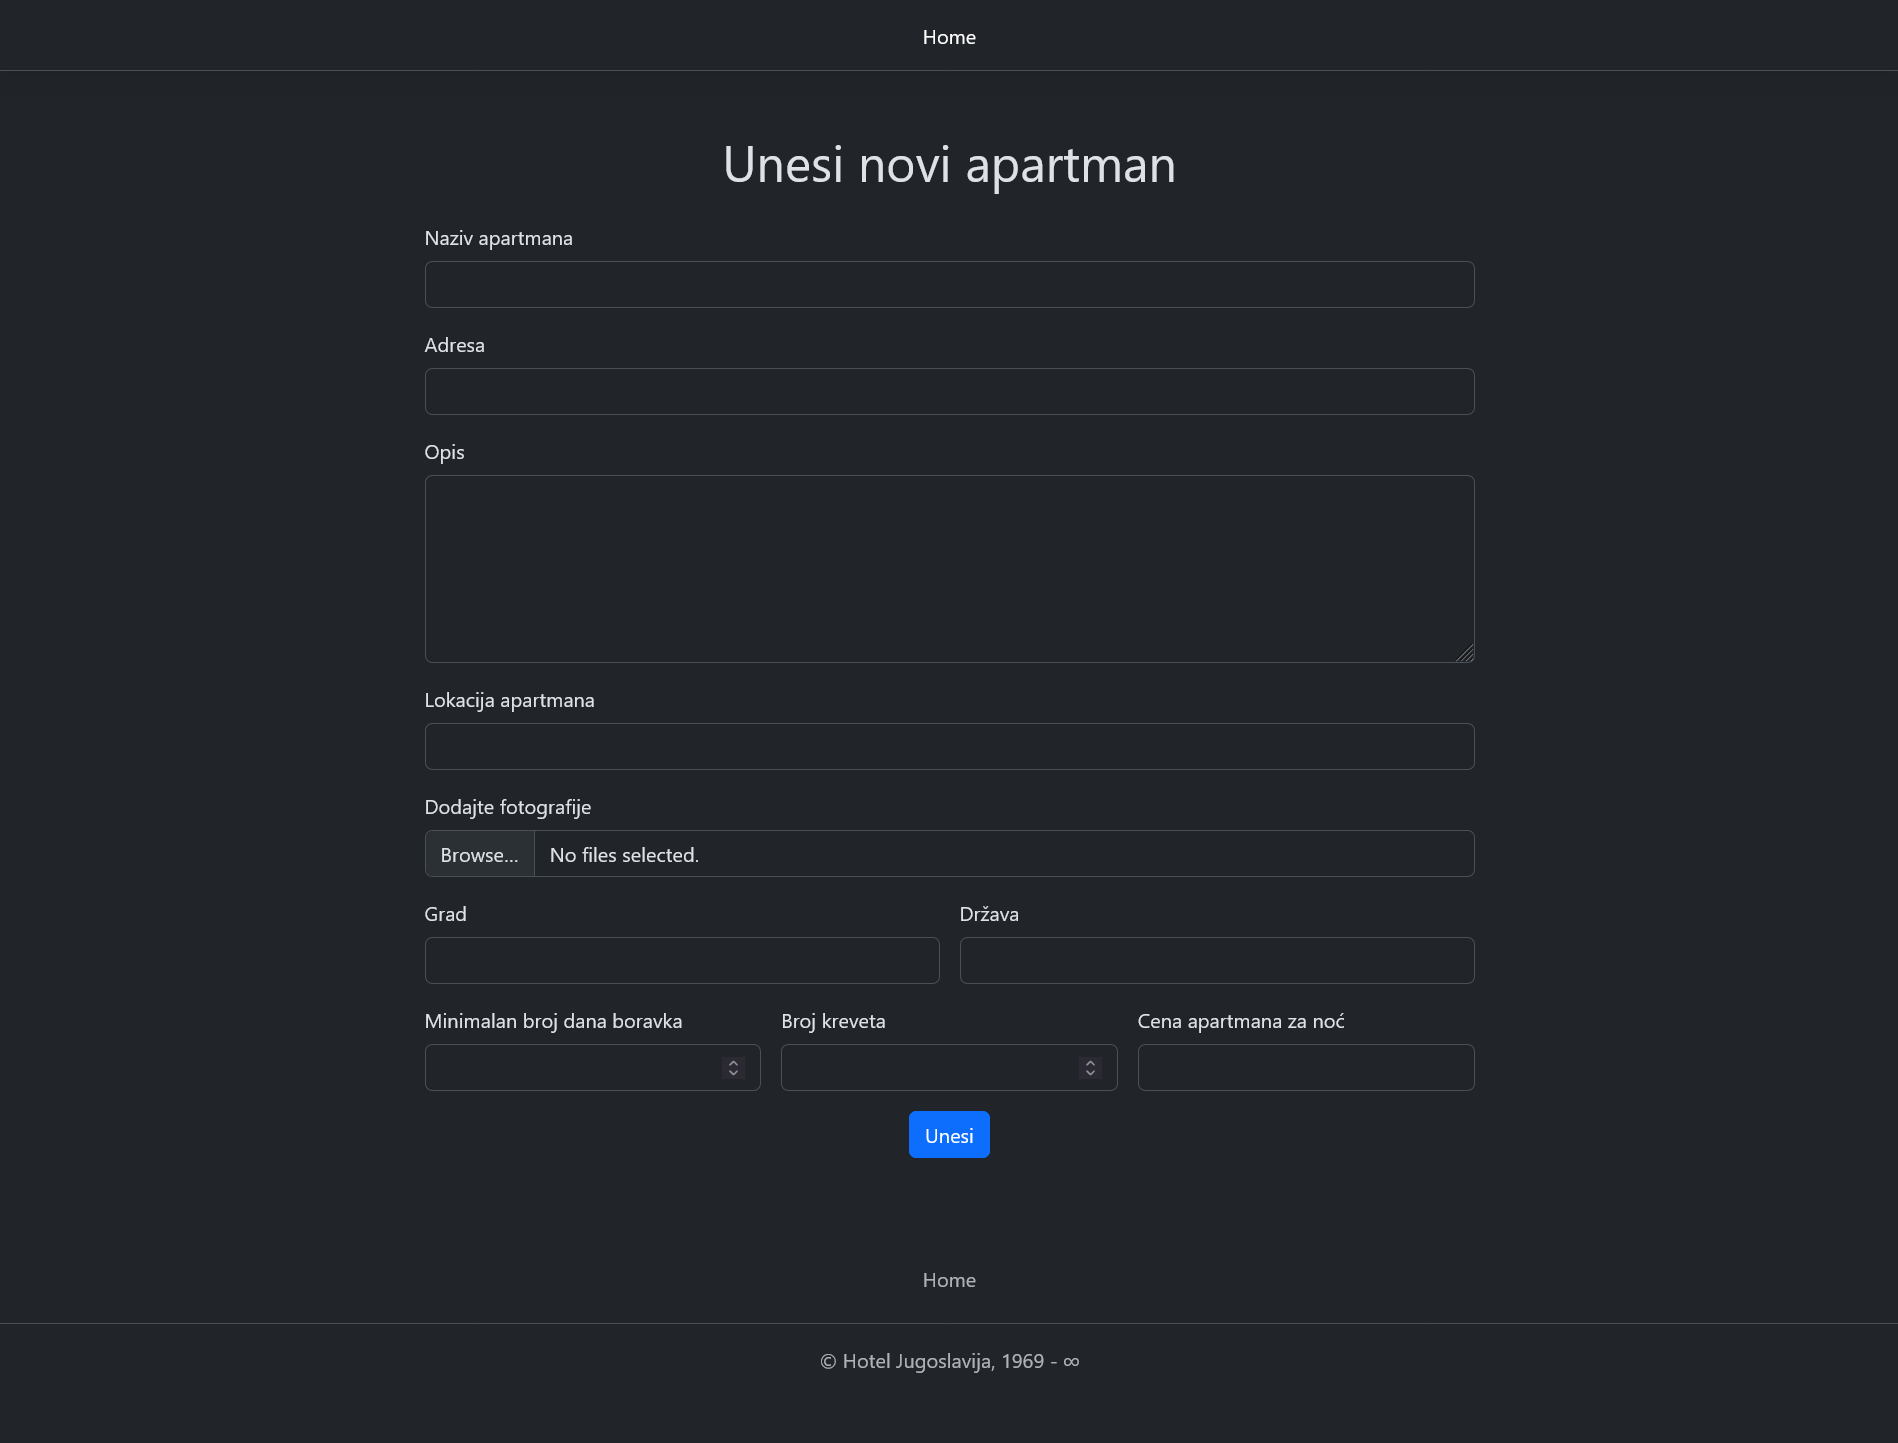 Home
Unesi novi apartman
Naziv apartmana
Adresa
Opis
Lokacija apartmana
Dodajte fotografije
Browse... No files selected.
Grad Država
Minimalan broj dana boravka Broj kreveta Cena apartmana za noć
Unesi
Home
© Hotel Jugoslavija, 1969 - ∞